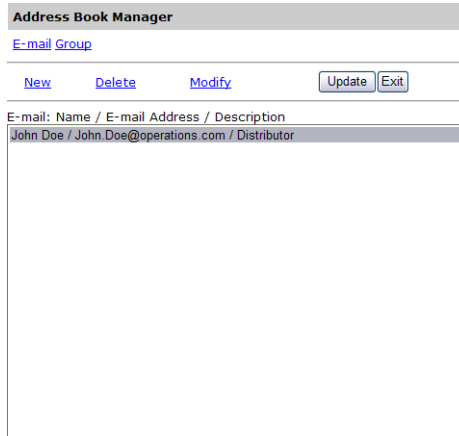 Address Book Manager
E-mail Group
New Delete Modify Update Exit
E-mail: Name / E-mail Address / Description
John Doe / John.Doe@operations.com / Distributor